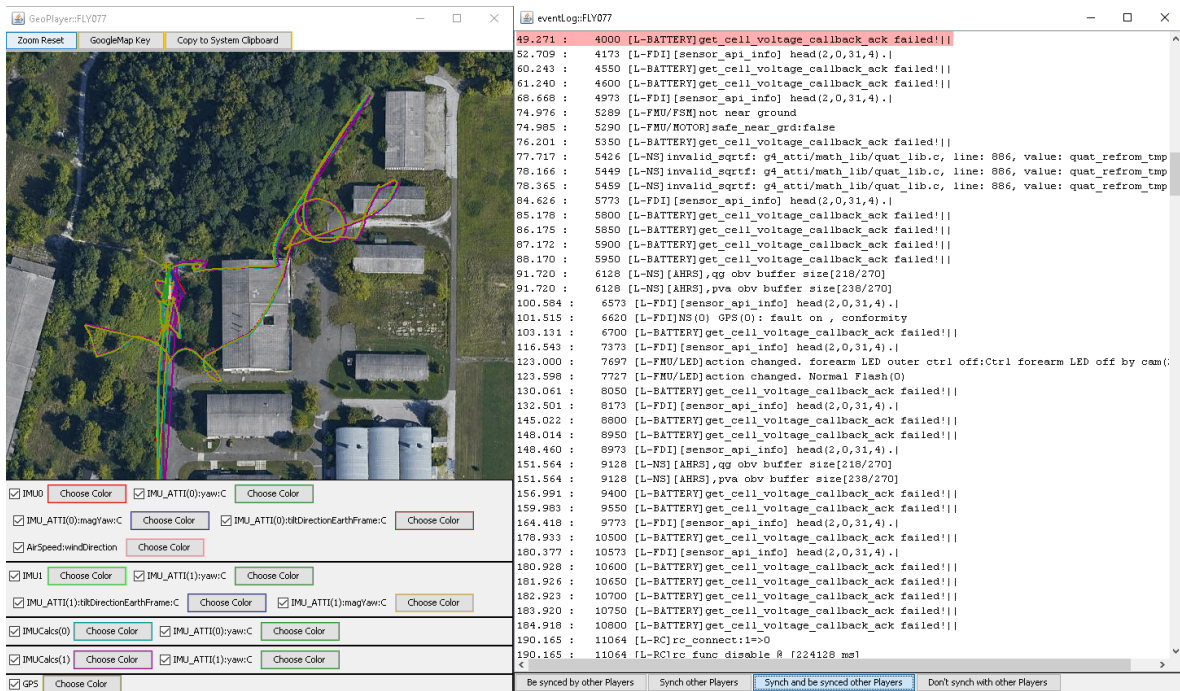 GeoPlayer::FLY077
Zoom Reset GoogleMap Key Copy to System Clipboard
IMU0 Choose Color IMU_ATTI(0):yaw:C Choose Color
IMU_ATTI(0):magYaw:C Choose Color IMU_ATTI(0):tiltDirectionEarthFrame:C Choose Color
AirSpeed:windDirection Choose Color
IMU1 Choose Color IMU_ATTI(1):yaw:C Choose Color
IMU_ATTI(1):tiltDirectionEarthFrame:C Choose Color IMU_ATTI(1):magYaw:C Choose Color
IMUCalcs(0) Choose Color IMU_ATTI(0):yaw:C Choose Color
IMUCalcs(1) Choose Color IMU_ATTI(1):yaw:C Choose Color
GPS Choose Color
eventLog::FLY077
49.271 : 4000 [L-BATTERY]get_cell_voltage_callback_ack failed!||
52.709 : 4173 [L-FDI][sensor_api_info] head(2,0,31,4).|
60.243 : 4550 [L-BATTERY]get_cell_voltage_callback_ack failed!||
61.240 : 4600 [L-BATTERY]get_cell_voltage_callback_ack failed!||
68.668 : 4973 [L-FDI][sensor_api_info] head(2,0,31,4).|
74.976 : 5289 [L-FMU/FSM]not near ground
74.985 : 5290 [L-FMU/MOTOR]safe_near_grd:false
76.201 : 5350 [L-BATTERY]get_cell_voltage_callback_ack failed!||
77.717 : 5426 [L-NS]invalid_sqrtf: g4_atti/math_lib/quat_lib.c, line: 886, value: quat_refrom_tmp
78.166 : 5449 [L-NS]invalid_sqrtf: g4_atti/math_lib/quat_lib.c, line: 886, value: quat_refrom_tmp
78.365 : 5459 [L-NS]invalid_sqrtf: g4_atti/math_lib/quat_lib.c, line: 886, value: quat_refrom_tmp
84.626 : 5773 [L-FDI][sensor_api_info] head(2,0,31,4).|
85.178 : 5800 [L-BATTERY]get_cell_voltage_callback_ack failed!||
86.175 : 5850 [L-BATTERY]get_cell_voltage_callback_ack failed!||
87.172 : 5900 [L-BATTERY]get_cell_voltage_callback_ack failed!||
88.170 : 5950 [L-BATTERY]get_cell_voltage_callback_ack failed!||
91.720 : 6128 [L-NS][AHRS],qg obv buffer size[218/270]
91.720 : 6128 [L-NS][AHRS],pva obv buffer size[238/270]
100.584 : 6573 [L-FDI][sensor_api_info] head(2,0,31,4).|
101.515 : 6620 [L-FDI]NS(0) GPS(0): fault on , conformity
103.131 : 6700 [L-BATTERY]get_cell_voltage_callback_ack failed!||
116.543 : 7373 [L-FDI][sensor_api_info] head(2,0,31,4).|
123.000 : 7697 [L-FMU/LED]action changed. forearm LED outer ctrl off:Ctrl forearm LED off by cam(
123.598 : 7727 [L-FMU/LED]action changed. Normal Flash(0)
130.061 : 8050 [L-BATTERY]get_cell_voltage_callback_ack failed!||
132.501 : 8173 [L-FDI][sensor_api_info] head(2,0,31,4).|
145.022 : 8800 [L-BATTERY]get_cell_voltage_callback_ack failed!||
148.014 : 8950 [L-BATTERY]get_cell_voltage_callback_ack failed!||
148.460 : 8973 [L-FDI][sensor_api_info] head(2,0,31,4).|
151.564 : 9128 [L-NS][AHRS],qg obv buffer size[218/270]
151.564 : 9128 [L-NS][AHRS],pva obv buffer size[238/270]
156.991 : 9400 [L-BATTERY]get_cell_voltage_callback_ack failed!||
159.983 : 9550 [L-BATTERY]get_cell_voltage_callback_ack failed!||
164.418 : 9773 [L-FDI][sensor_api_info] head(2,0,31,4).|
178.933 : 10500 [L-BATTERY]get_cell_voltage_callback_ack failed!||
180.377 : 10573 [L-FDI][sensor_api_info] head(2,0,31,4).|
180.928 : 10600 [L-BATTERY]get_cell_voltage_callback_ack failed!||
181.926 : 10650 [L-BATTERY]get_cell_voltage_callback_ack failed!||
182.923 : 10700 [L-BATTERY]get_cell_voltage_callback_ack failed!||
183.920 : 10750 [L-BATTERY]get_cell_voltage_callback_ack failed!||
184.918 : 10800 [L-BATTERY]get_cell_voltage_callback_ack failed!||
190.165 : 11064 [L-RC]rc_connect:1=>0
190.165 : 11064 [L-RC]rc func disable @ [224128 ms]
Be synced by other Players Synch other Players Synch and be synced other Players Don't synch with other Players